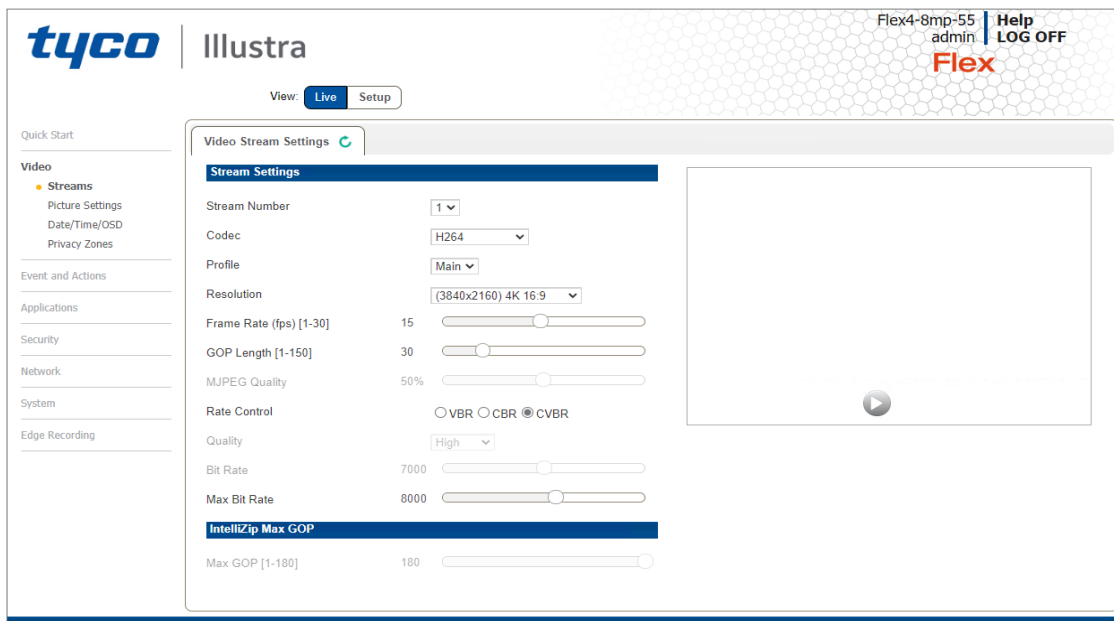 tyco Illustra
Flex4-8mp-55 Help
admin LOG OFF
Flex
View: Live Setup
Quick Start
Video
Streams
Picture Settings
Date/Time/OSD
Privacy Zones
Event and Actions
Applications
Security
Network
System
Edge Recording
Video Stream Settings
Stream Settings
Stream Number 1
Codec H264
Profile Main
Resolution (3840x2160) 4K 16:9
Frame Rate (fps) [1-30] 15
GOP Length [1-150] 30
MJPEG Quality 50%
Rate Control VBR CBR CVBR
Quality High
Bit Rate 7000
Max Bit Rate 8000
IntelliZip Max GOP
Max GOP [1-180] 180